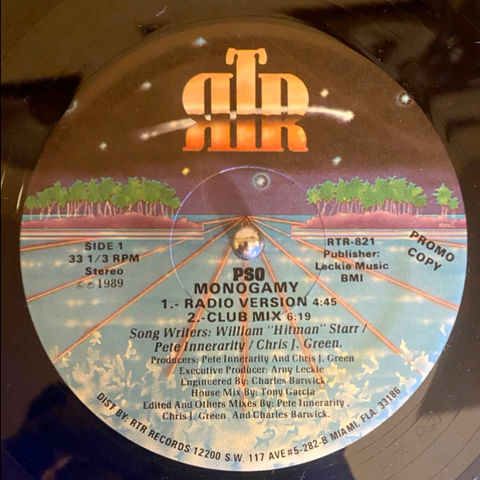 RTR
SIDE 1
33 1/3 RPM
Stereo
© ℗ 1989
RTR-821
Publisher:
Leckie Music
BMI
PROMO
COPY
PSO
MONOGAMY
1.- RADIO VERSION 4:45
2.- CLUB MIX 6:19
Song Writers: William "Hitman" Starr /
Pete Innerarity / Chris J. Green.
Producers: Pete Innerarity And Chris J. Green
Executive Producer: Arny Leckie
Engineered By: Charles Barwick
House Mix By: Tony Garcia
Edited And Others Mixes By: Pete Innerarity,
Chris J. Green And Charles Barwick.
DIST BY: RTR RECORDS 12200 S.W. 117 AVE #5-282-B MIAMI, FLA. 33186